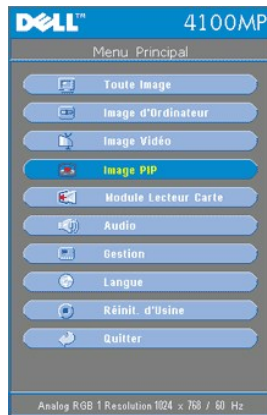 DELL™ 4100MP
Menu Principal
Toute Image
Image d'Ordinateur
Image Vidéo
Image PIP
Module Lecteur Carte
Audio
Gestion
Langue
Réinit. d'Usine
Quitter
Analog RGB 1 Resolution 1024 x 768 / 60 Hz